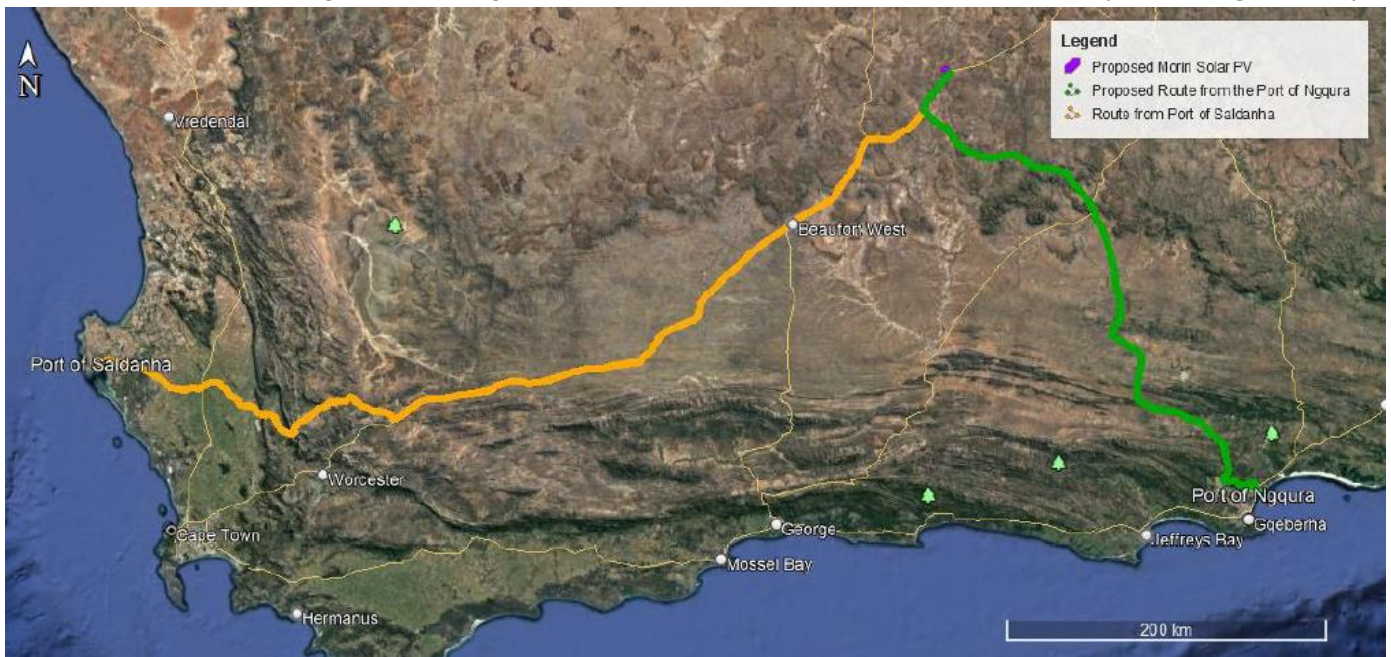 Legend
Proposed Morin Solar PV
Proposed Route from the Port of Ngqura
Route from Port of Saldanha
N
Vredendal
Beaufort West
Port of Saldanha
Worcester
Port of Ngqura
Gqeberha
George
Jeffreys Bay
Cape Town
Mossel Bay
Hermanus
200 km